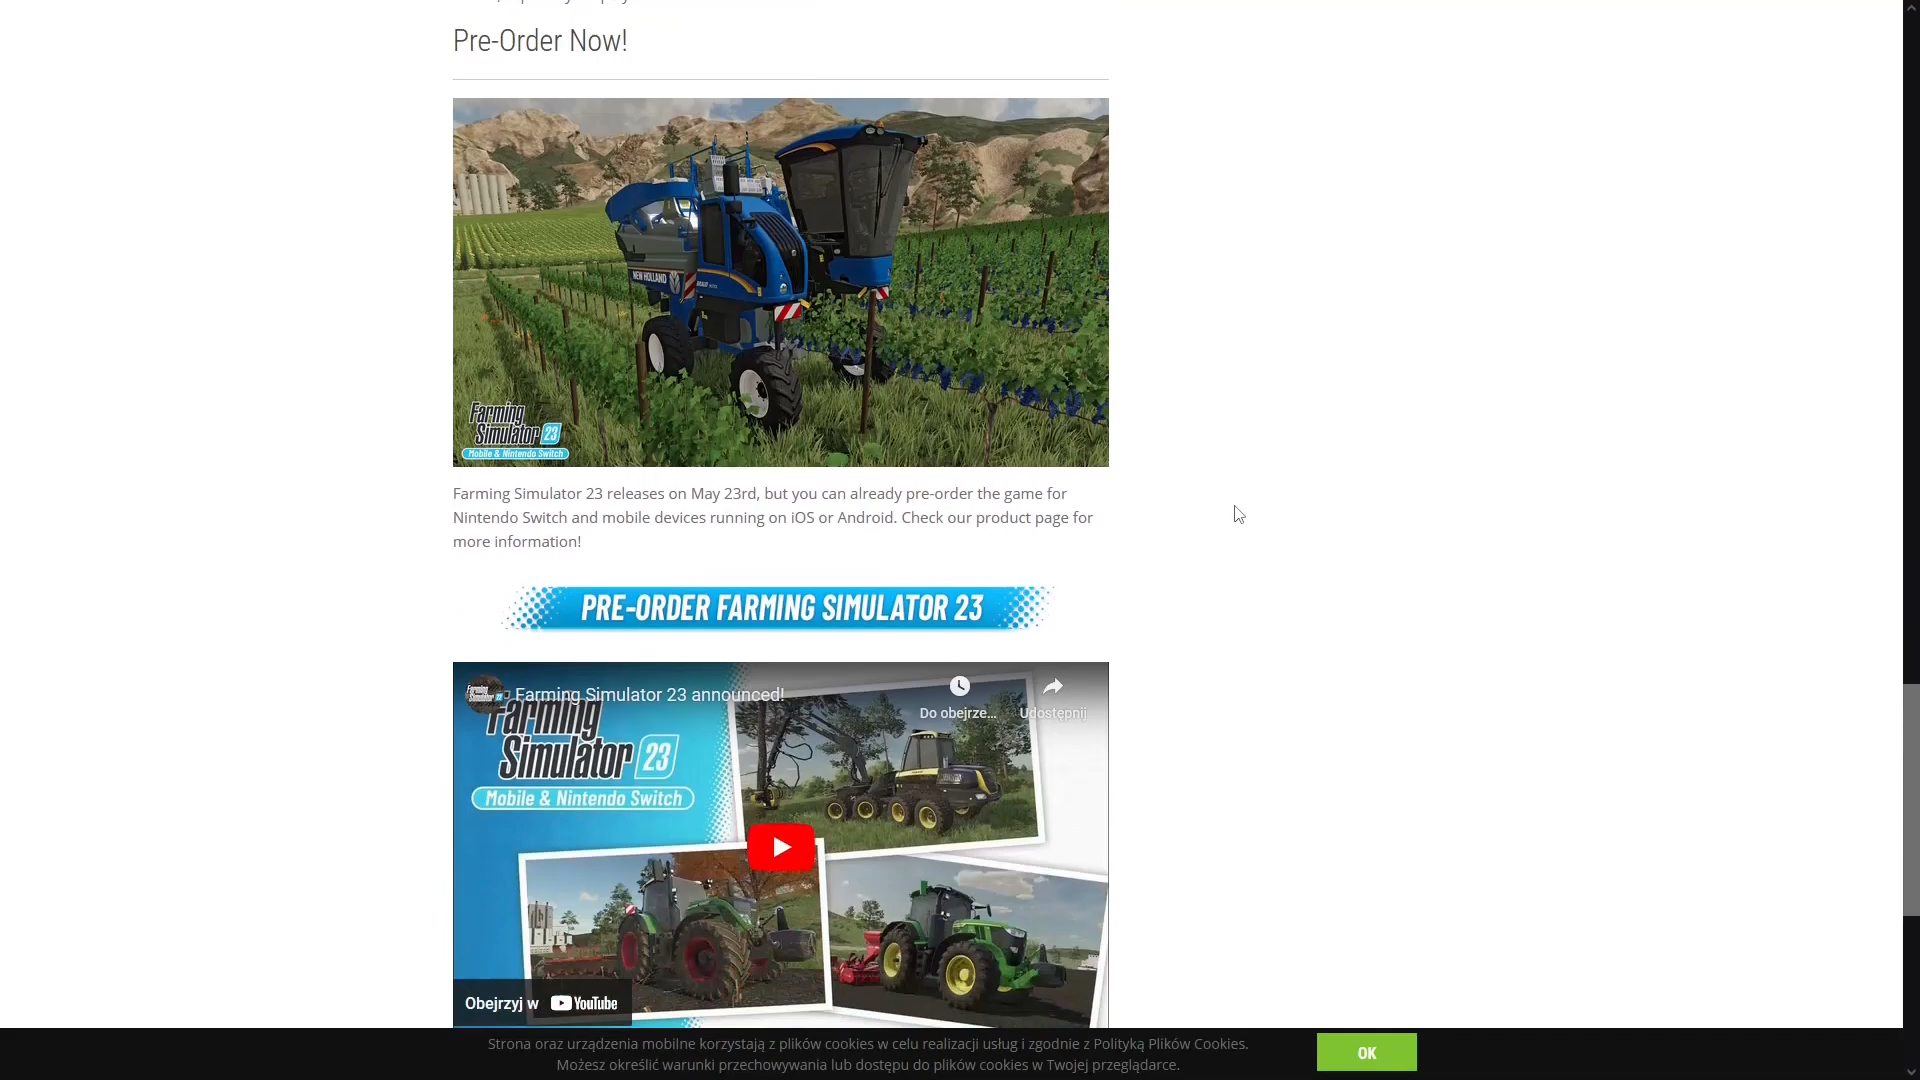 Pre-Order Now!
NEW HOLLAND
Farming
Simulator 23
Mobile & Nintendo Switch
Farming Simulator 23 releases on May 23rd, but you can already pre-order the game for
Nintendo Switch and mobile devices running on iOS or Android. Check our product page for
more information!
PRE-ORDER FARMING SIMULATOR 23
Farming Simulator 23 announced!
Do obejrze...
Udostępnij
Farming
Simulator 23
Mobile & Nintendo Switch
Obejrzyj w YouTube
Strona oraz urządzenia mobilne korzystają z plików cookies w celu realizacji usług i zgodnie z Polityką Plików Cookies.
Możesz określić warunki przechowywania lub dostępu do plików cookies w Twojej przeglądarce.
OK